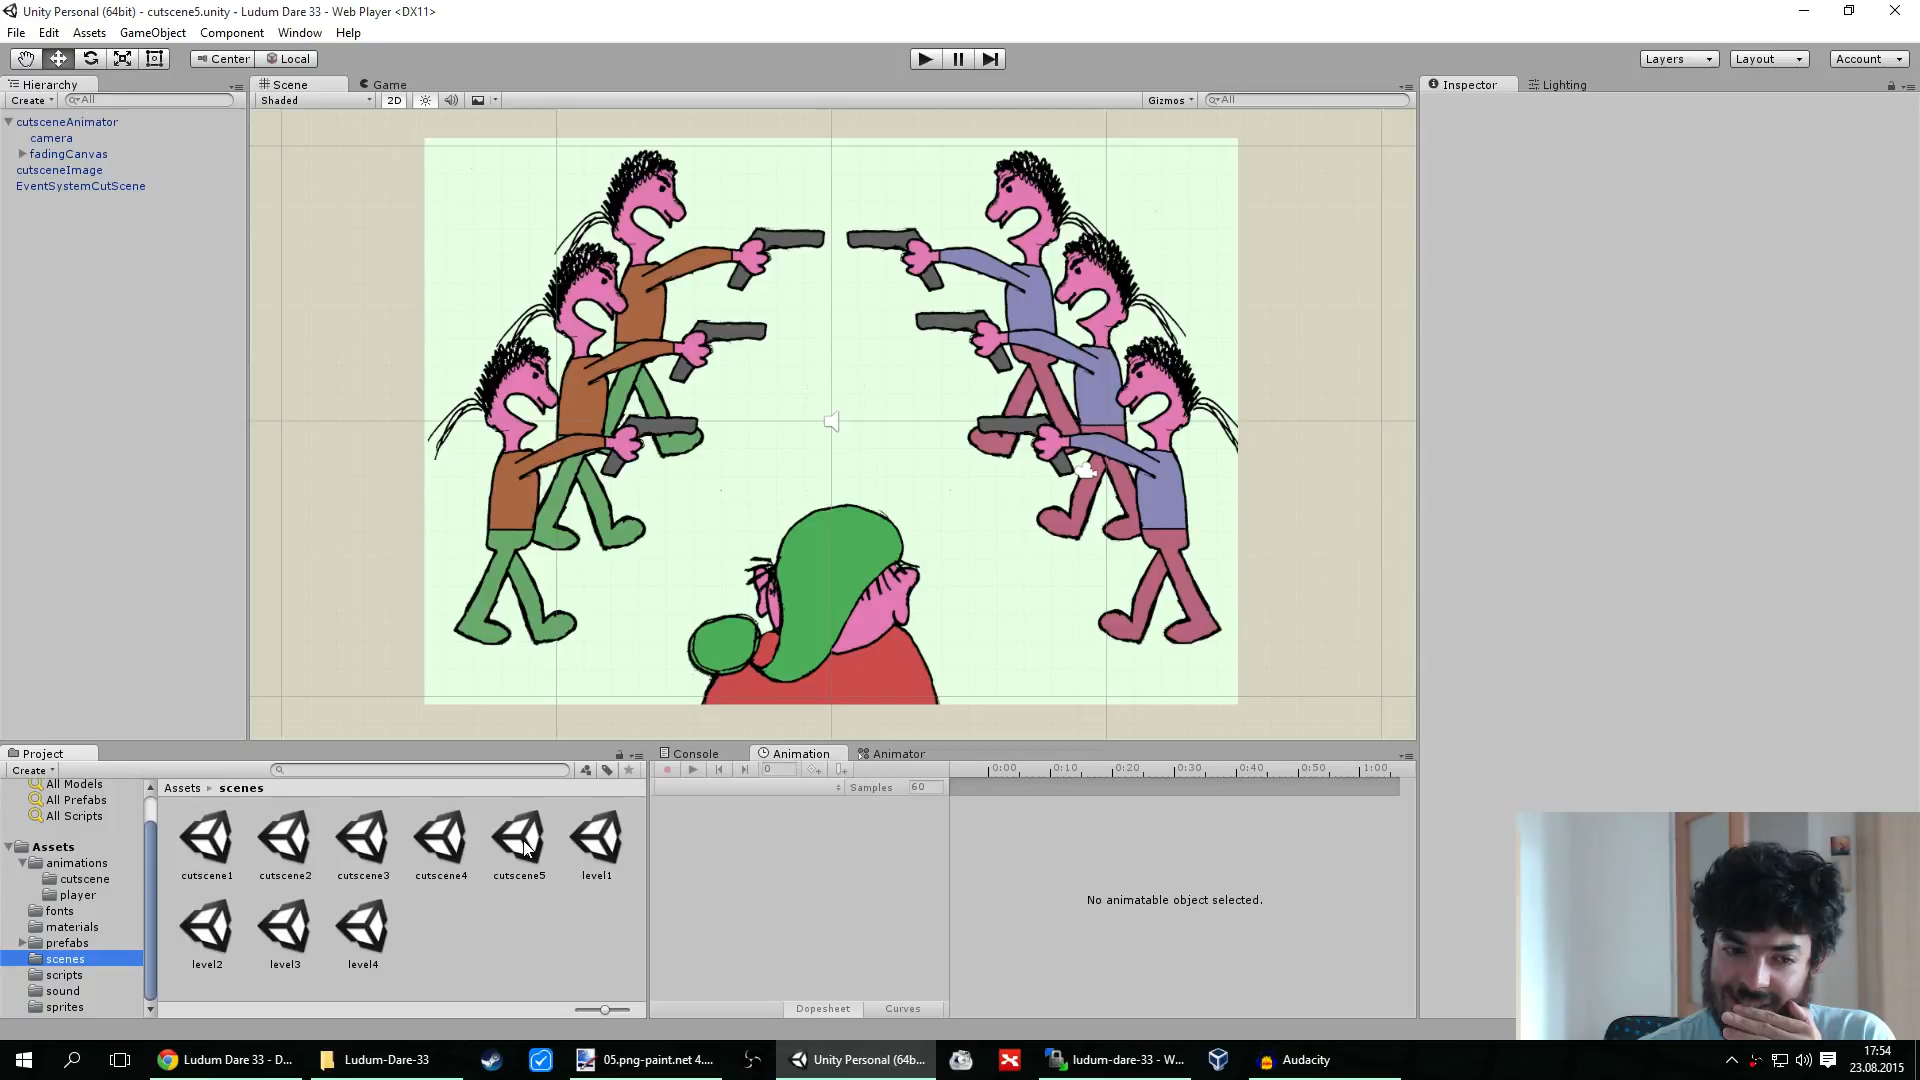 Unity Personal (64bit) - cutscene5.unity - Ludum Dare 33 - Web Player <DX11>
File Edit Assets GameObject Component Window Help
Center Local Layers Layout Account
Hierarchy Scene Game Inspector Lighting
Create All Shaded 2D Gizmos All
cutsceneAnimator
camera
fadingCanvas
cutsceneImage
EventSystemCutScene
Project Console Animation Animator
Create 0 0:00 0:10 0:20 0:30 0:40 0:50 1:00
Samples 60
All Models
All Prefabs
All Scripts
Assets
animations
cutscene
player
fonts
materials
prefabs
scenes
scripts
sound
sprites
Assets scenes
cutscene1 cutscene2 cutscene3 cutscene4 cutscene5 level1
level2 level3 level4
No animatable object selected.
Dopesheet Curves
Ludum Dare 33 - D... Ludum-Dare-33 05.png-paint.net 4.... Unity Personal (64b... ludum-dare-33 - W... Audacity
17:54
23.08.2015